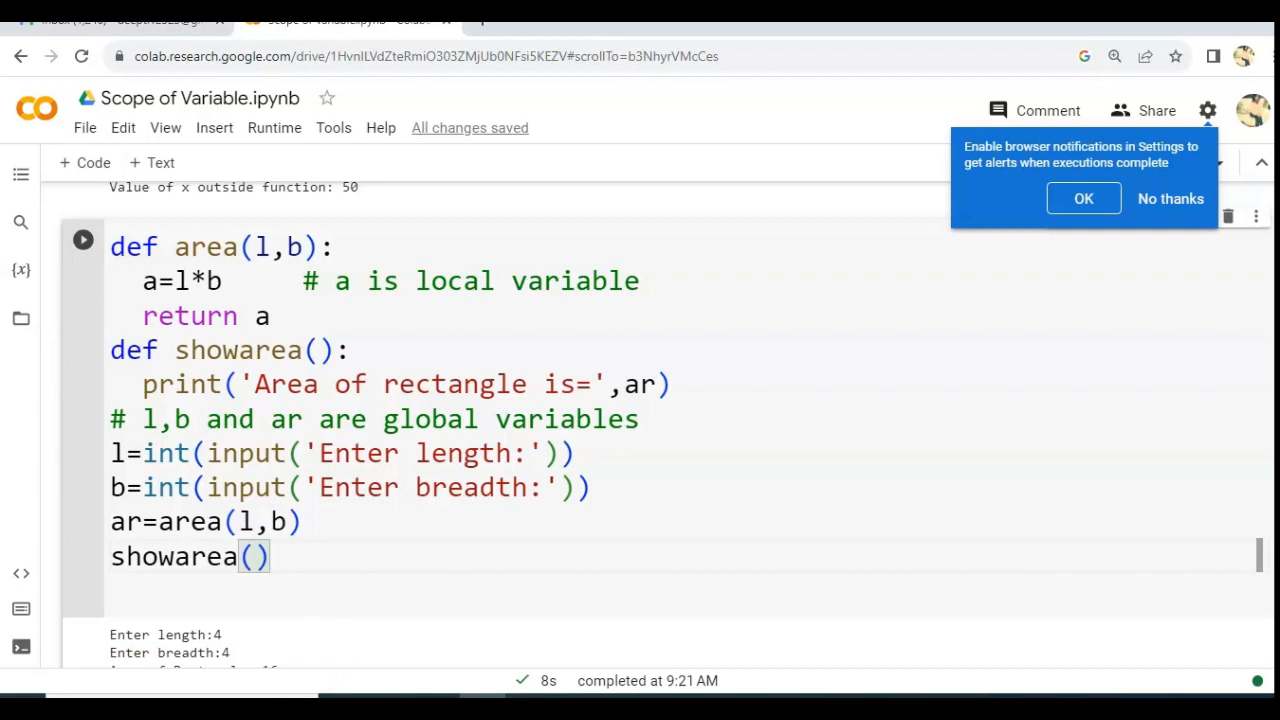 colab.research.google.com/drive/1HvnlLVdZteRmiO303ZMjUb0NFsi5KEZV#scrollTo=b3NhyrVMcCes
CO Scope of Variable.ipynb
Comment Share
File Edit View Insert Runtime Tools Help All changes saved
Enable browser notifications in Settings to
get alerts when executions complete
OK No thanks
+ Code + Text
Value of x outside function: 50
def area(l,b):
a=l*b # a is local variable
return a
def showarea():
print('Area of rectangle is=',ar)
# l,b and ar are global variables
l=int(input('Enter length:'))
b=int(input('Enter breadth:'))
ar=area(l,b)
showarea()
Enter length:4
Enter breadth:4
8s completed at 9:21 AM